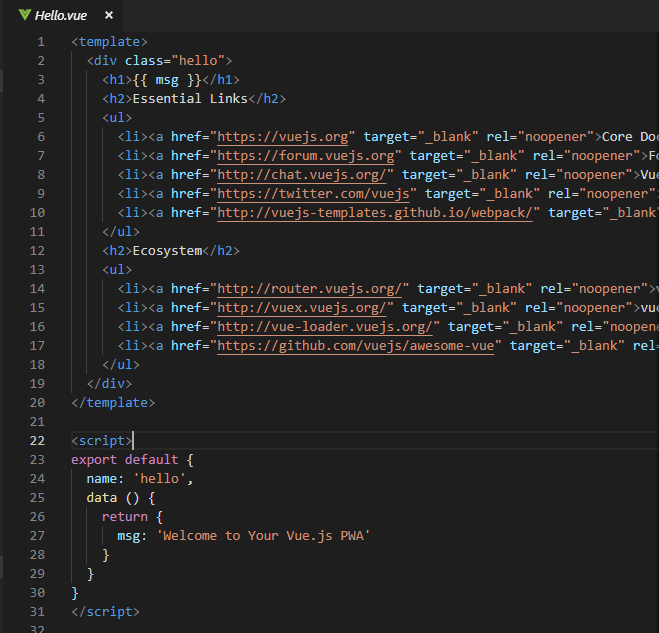 Hello.vue ×
1 <template>
2 <div class="hello">
3 <h1>{{ msg }}</h1>
4 <h2>Essential Links</h2>
5 <ul>
6 <li><a href="https://vuejs.org" target="_blank" rel="noopener">Core Doc
7 <li><a href="https://forum.vuejs.org" target="_blank" rel="noopener">Fo
8 <li><a href="http://chat.vuejs.org/" target="_blank" rel="noopener">Vue
9 <li><a href="https://twitter.com/vuejs" target="_blank" rel="noopener">
10 <li><a href="http://vuejs-templates.github.io/webpack/" target="_blank"
11 </ul>
12 <h2>Ecosystem</h2>
13 <ul>
14 <li><a href="http://router.vuejs.org/" target="_blank" rel="noopener">v
15 <li><a href="http://vuex.vuejs.org/" target="_blank" rel="noopener">vue
16 <li><a href="http://vue-loader.vuejs.org/" target="_blank" rel="noopene
17 <li><a href="https://github.com/vuejs/awesome-vue" target="_blank" rel=
18 </ul>
19 </div>
20 </template>
21
22 <script>
23 export default {
24 name: 'hello',
25 data () {
26 return {
27 msg: 'Welcome to Your Vue.js PWA'
28 }
29 }
30 }
31 </script>
32